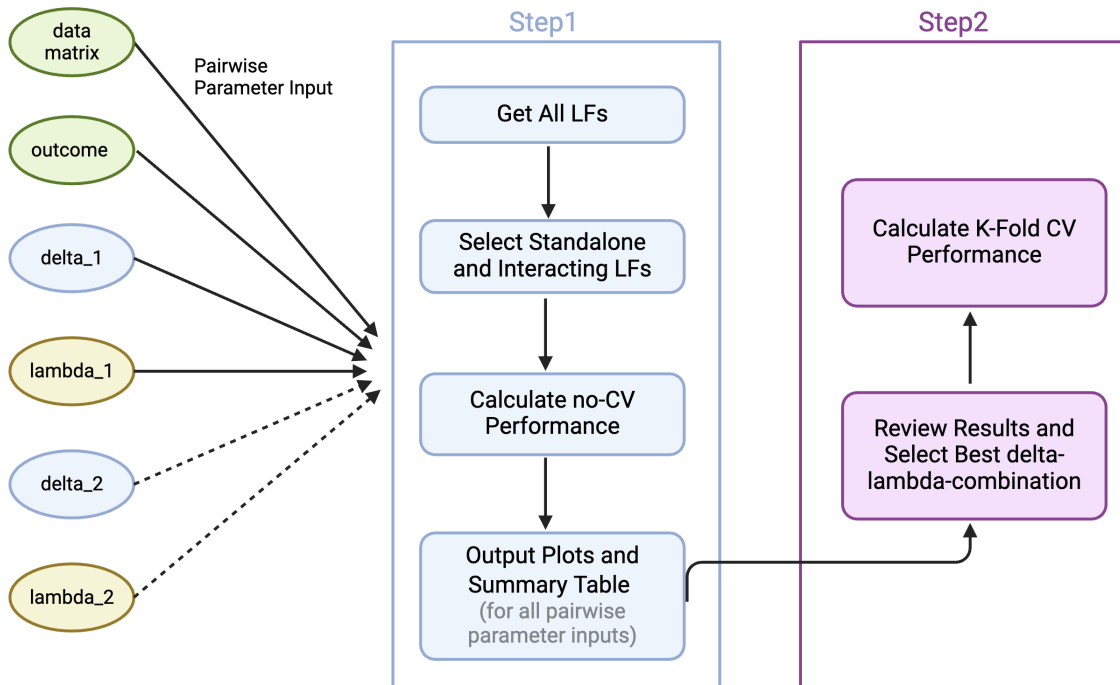 data
matrix
outcome
delta_1
lambda_1
delta_2
lambda_2
Pairwise
Parameter Input
Step1
Get All LFs
Select Standalone
and Interacting LFs
Calculate no-CV
Performance
Output Plots and
Summary Table
(for all pairwise
parameter inputs)
Step2
Calculate K-Fold CV
Performance
Review Results and
Select Best delta-
lambda-combination